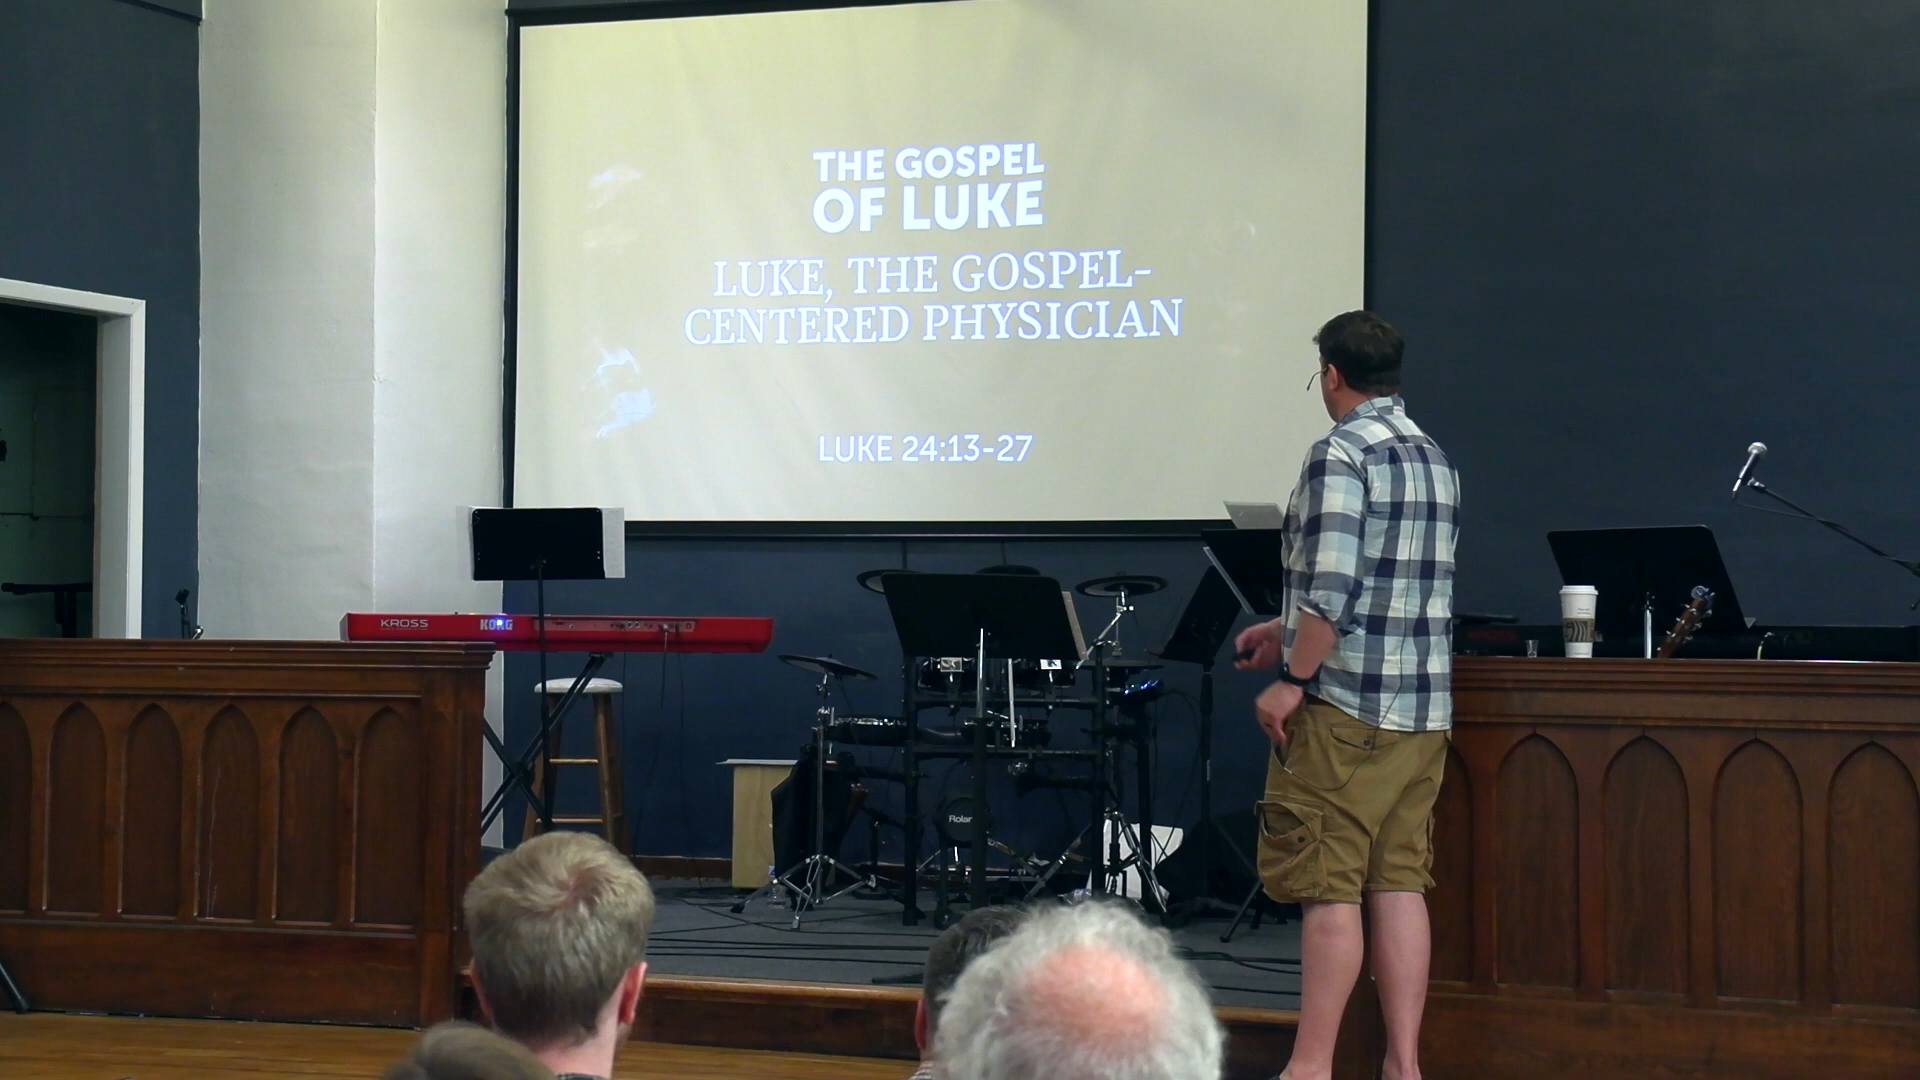 THE GOSPEL
OF LUKE
LUKE, THE GOSPEL-
CENTERED PHYSICIAN
LUKE 24:13-27
KROSS
KORG
Roland